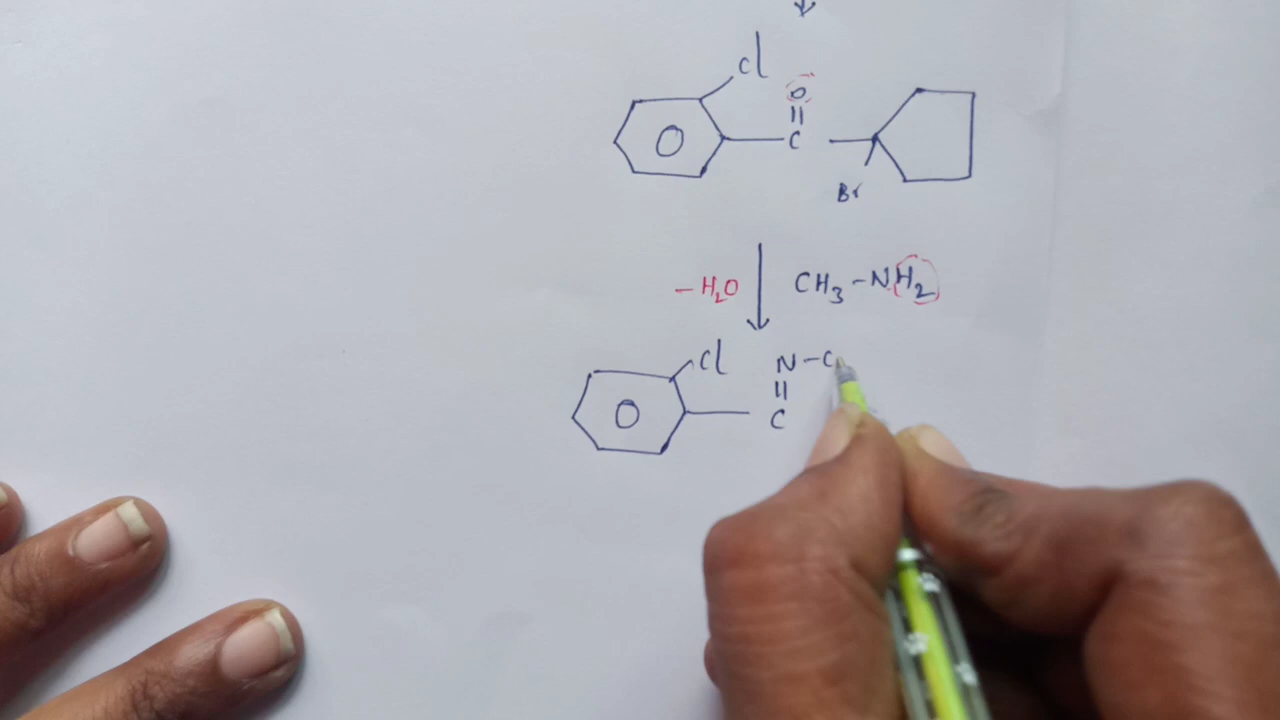 Cl
O
C
Br
– H2O CH3 – NH2
Cl N – C
C